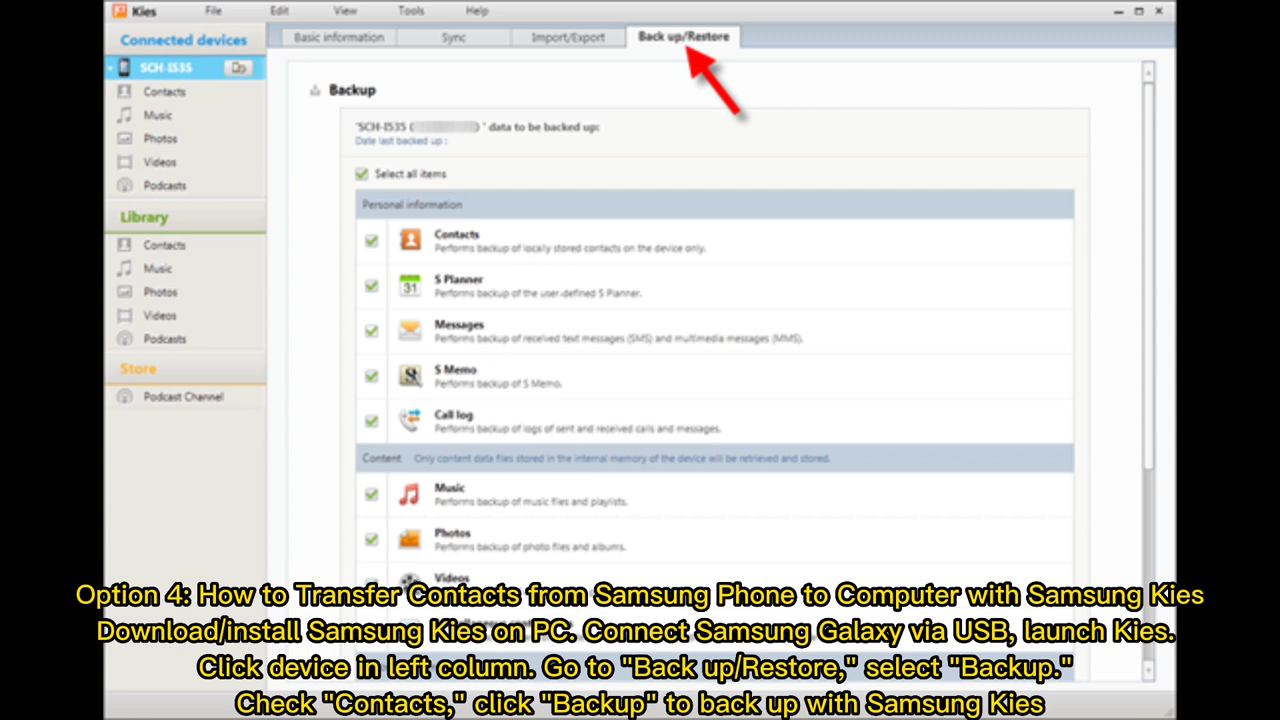 Kies File Edit View Tools Help
Connected devices
SCH-I535
Contacts
Music
Photos
Videos
Podcasts
Library
Contacts
Music
Photos
Videos
Podcasts
Store
Podcast Channel
Basic information Sync Import/Export Back up/Restore
Backup
'SCH-I535 ( ) ' data to be backed up:
Date last backed up :
Select all items
Personal information
Contacts
Performs backup of locally stored contacts on the device only.
31
S Planner
Performs backup of the user-defined S Planner.
Messages
Performs backup of received text messages (SMS) and multimedia messages (MMS).
S Memo
Performs backup of S Memo.
Call log
Performs backup of logs of sent and received calls and messages.
Content Only content data files stored in the internal memory of the device will be retrieved and stored.
Music
Performs backup of music files and playlists.
Photos
Performs backup of photo files and albums.
Videos
Option 4: How to Transfer Contacts from Samsung Phone to Computer with Samsung Kies
Download/install Samsung Kies on PC. Connect Samsung Galaxy via USB, launch Kies.
Click device in left column. Go to "Back up/Restore," select "Backup."
Check "Contacts," click "Backup" to back up with Samsung Kies